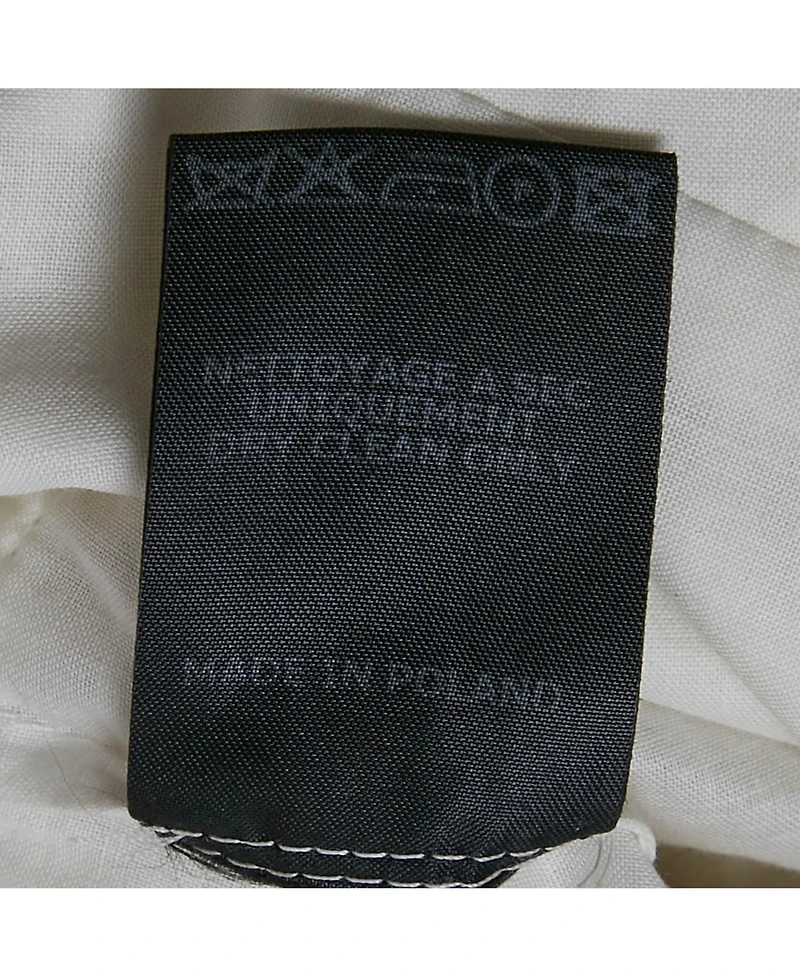 P
NETTOYAGE A SEC
UNIQUEMENT
DRY CLEAN ONLY
MADE IN POLAND